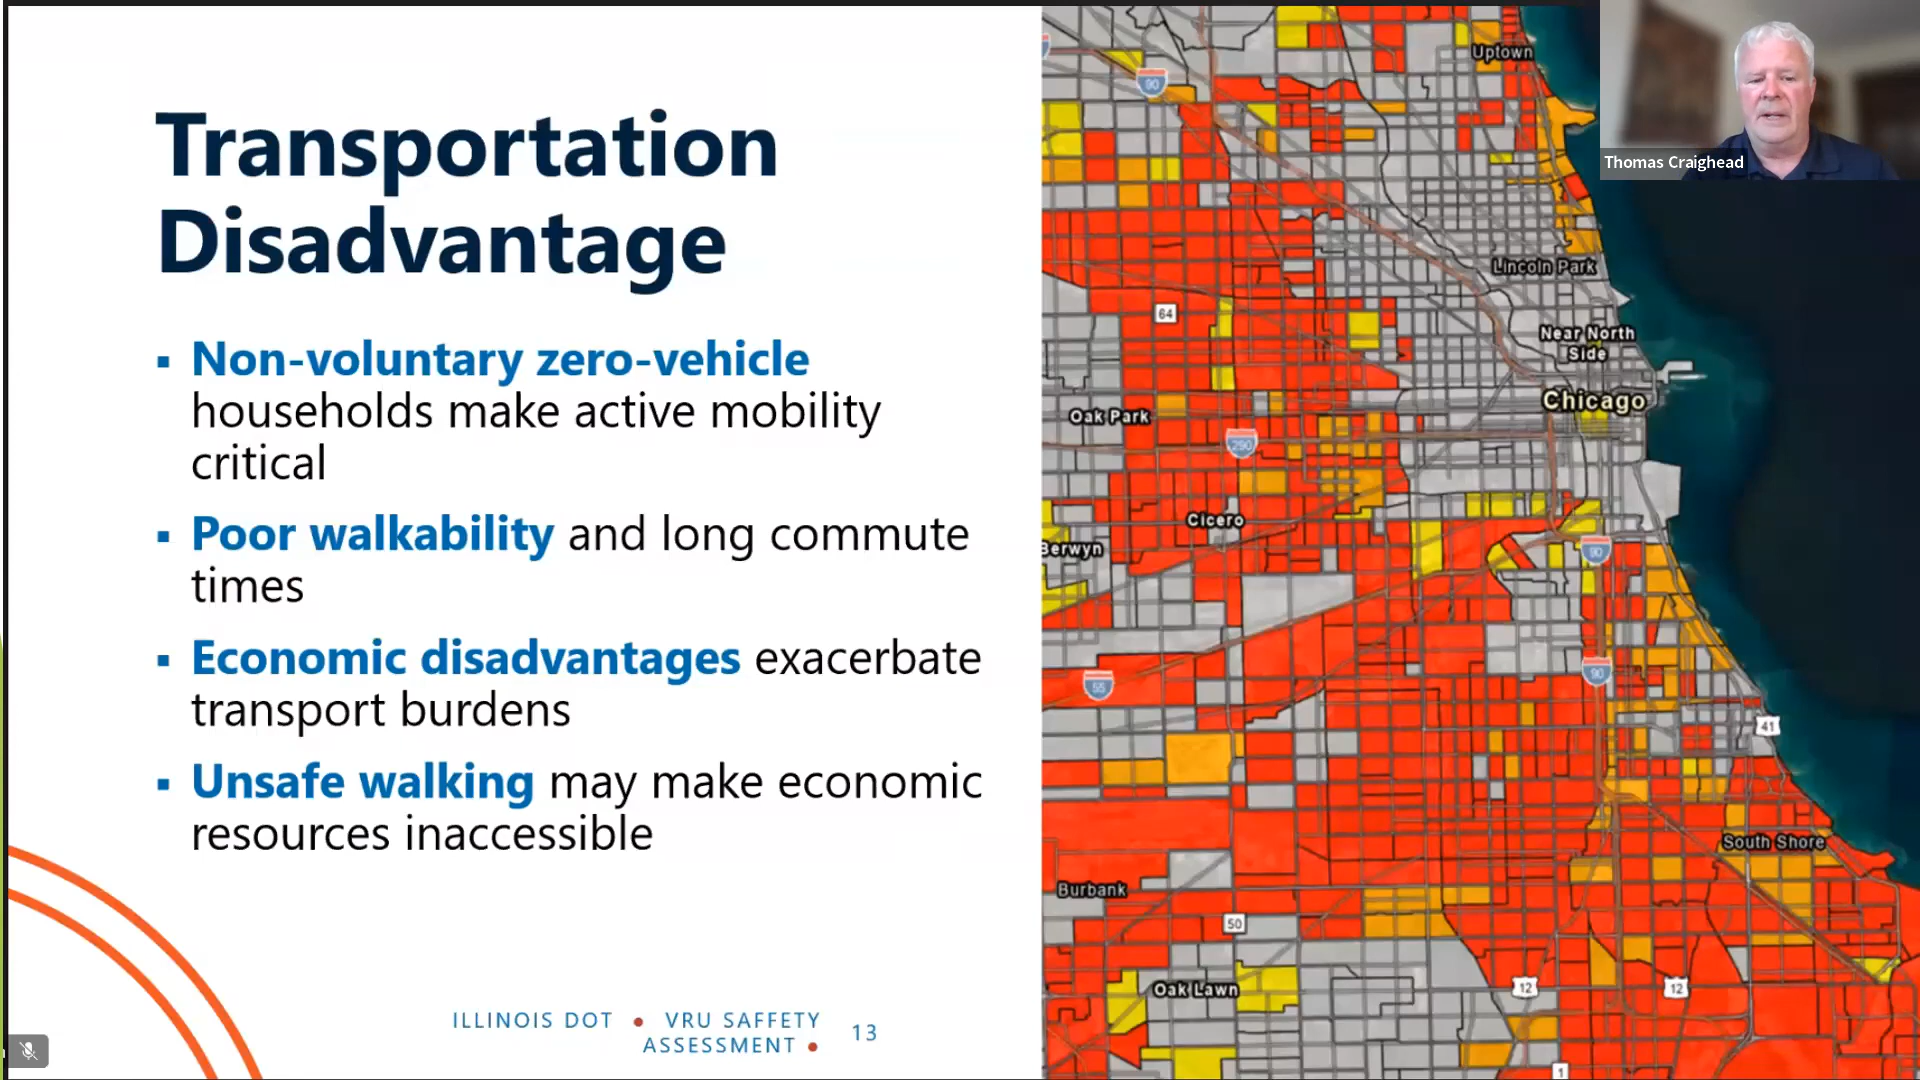 Transportation
Disadvantage
▪ Non-voluntary zero-vehicle
households make active mobility
critical
▪ Poor walkability and long commute
times
▪ Economic disadvantages exacerbate
transport burdens
▪ Unsafe walking may make economic
resources inaccessible
ILLINOIS DOT • VRU SAFFETY
ASSESSMENT •
13
Uptown
90
Lincoln Park
64
Near North
Side
Chicago
Oak Park
290
Cicero
Berwyn
90
90
55
41
South Shore
Burbank
50
Oak Lawn
12
12
1
Thomas Craighead